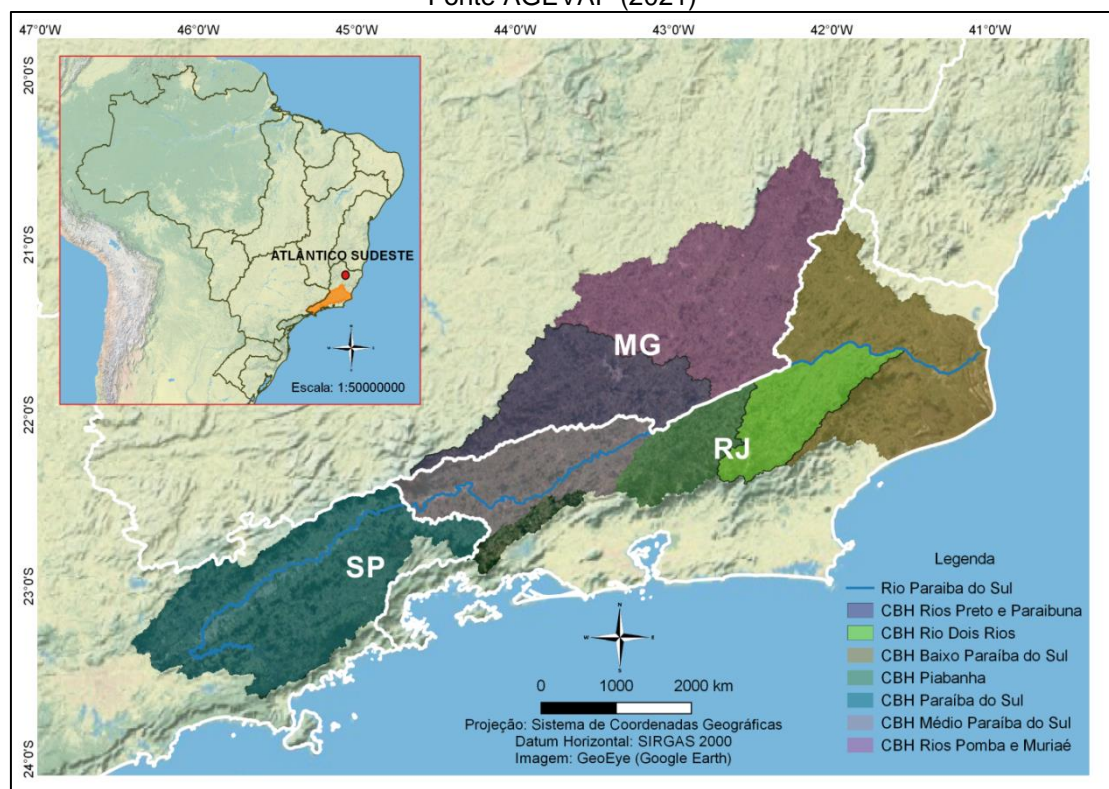 Fonte AGEVAP (2021)
47°0'W 46°0'W 45°0'W 44°0'W 43°0'W 42°0'W 41°0'W
20°0'S
21°0'S
22°0'S
23°0'S
24°0'S
ATLÂNTICO SUDESTE
N
W E
S
Escala: 1:50000000
MG
RJ
SP
N
W E
S
0 1000 2000 km
Projeção: Sistema de Coordenadas Geográficas
Datum Horizontal: SIRGAS 2000
Imagem: GeoEye (Google Earth)
Legenda
Rio Paraiba do Sul
CBH Rios Preto e Paraibuna
CBH Rio Dois Rios
CBH Baixo Paraíba do Sul
CBH Piabanha
CBH Paraíba do Sul
CBH Médio Paraíba do Sul
CBH Rios Pomba e Muriaé